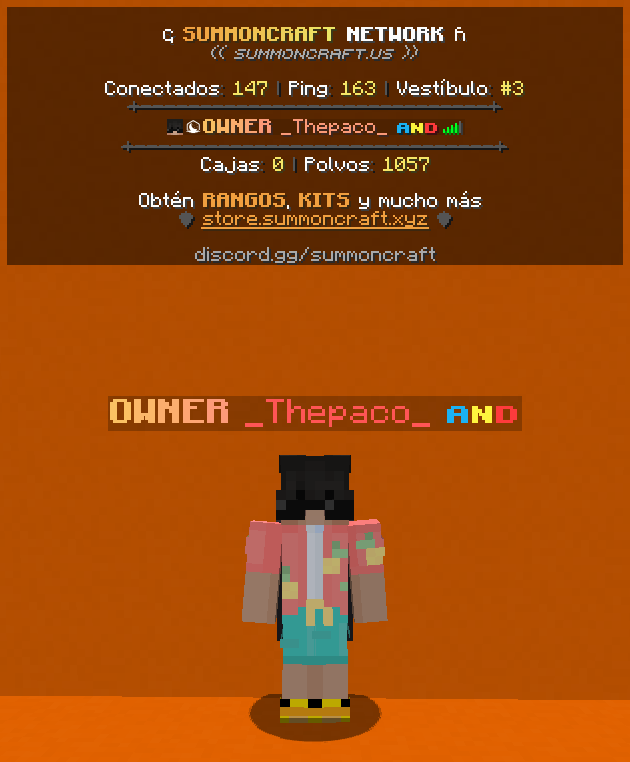 SUMMONCRAFT NETWORK
(( SUMMONCRAFT.US ))
Conectados: 147 | Ping: 163 | Vestíbulo: #3
OWNER _Thepaco_ AND
Cajas: 0 | Polvos: 1057
Obtén RANGOS, KITS y mucho más
store.summoncraft.xyz
discord.gg/summoncraft
OWNER _Thepaco_ AND